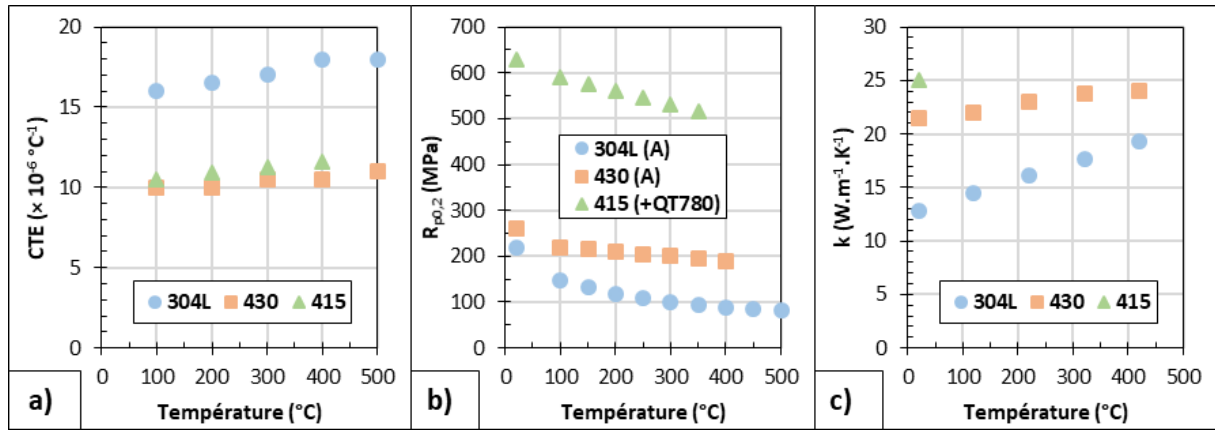 20
15
10
5
0
CTE (× 10⁻⁶ °C⁻¹)
304L 430 415
0 100 200 300 400 500
Température (°C)
a)
700
600
500
400
300
200
100
0
Rp0,2 (MPa)
304L (A)
430 (A)
415 (+QT780)
0 100 200 300 400 500
Température (°C)
b)
30
25
20
15
10
5
0
k (W.m⁻¹.K⁻¹)
304L 430 415
0 100 200 300 400 500
Température (°C)
c)